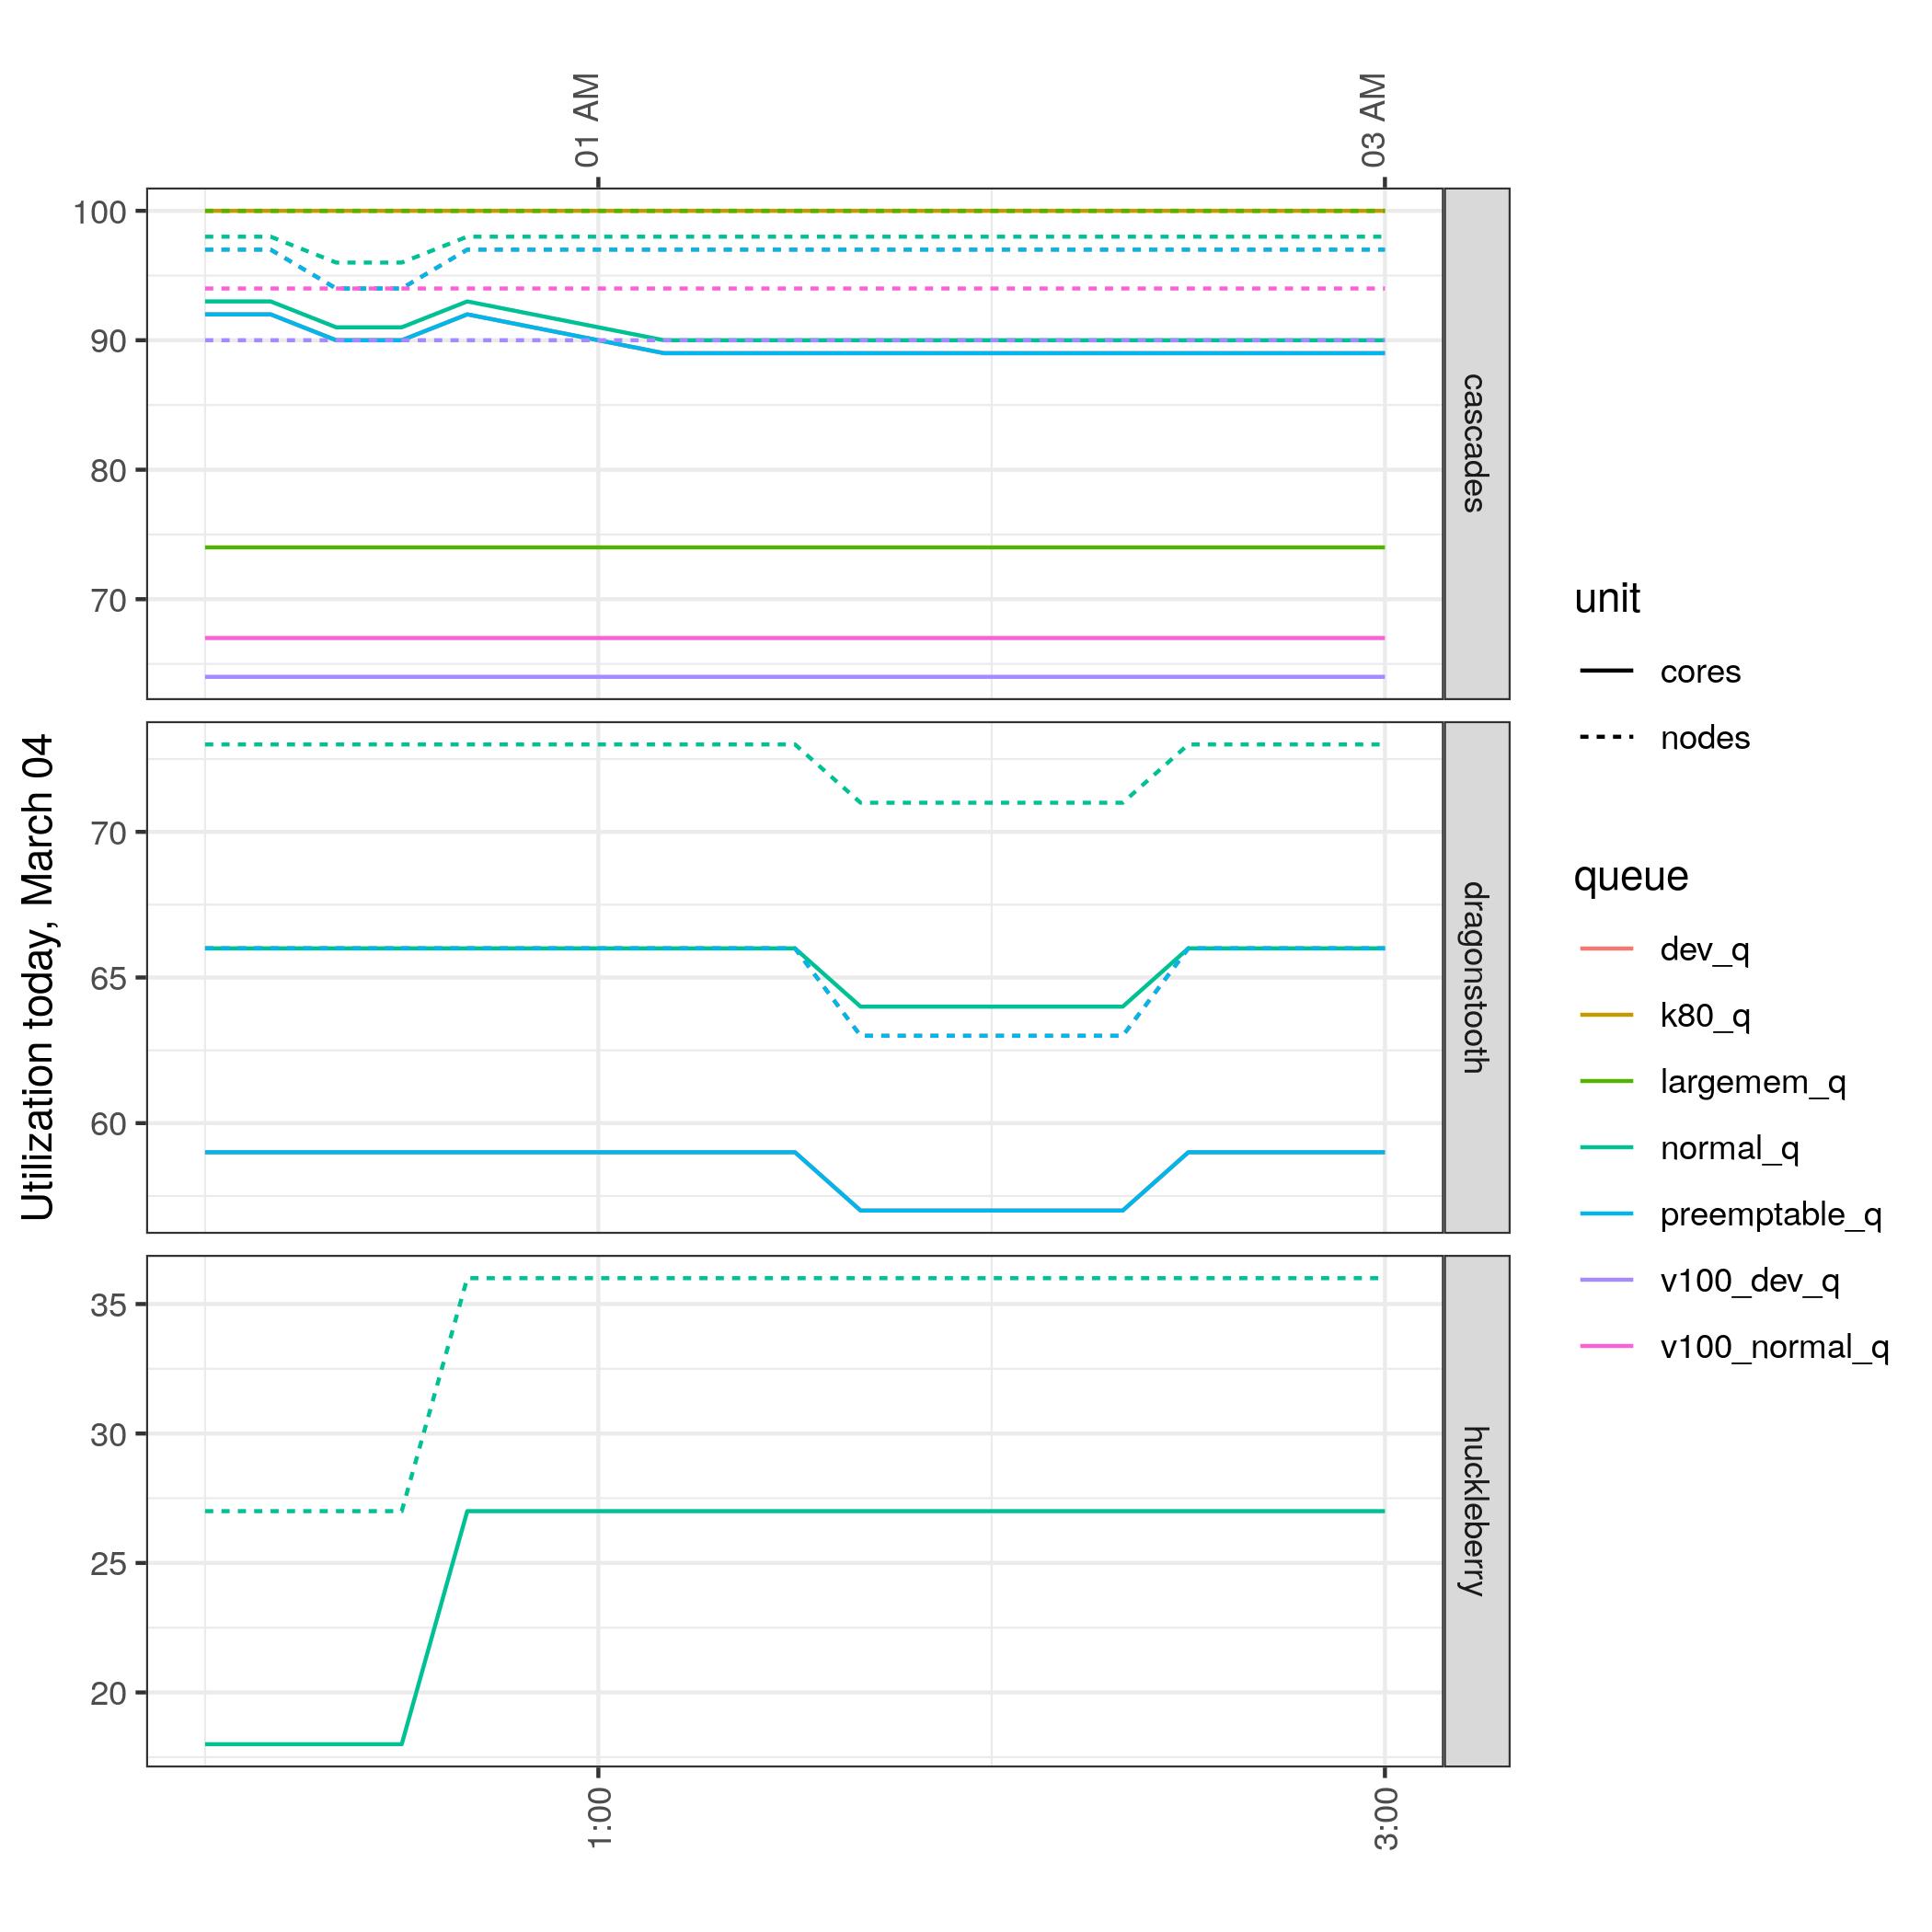 01 AM
03 AM
Utilization today, March 04
100
90
80
70
cascades
70
65
60
dragonstooth
35
30
25
20
huckleberry
1:00
3:00
unit
cores
nodes
queue
dev_q
k80_q
largemem_q
normal_q
preemptable_q
v100_dev_q
v100_normal_q